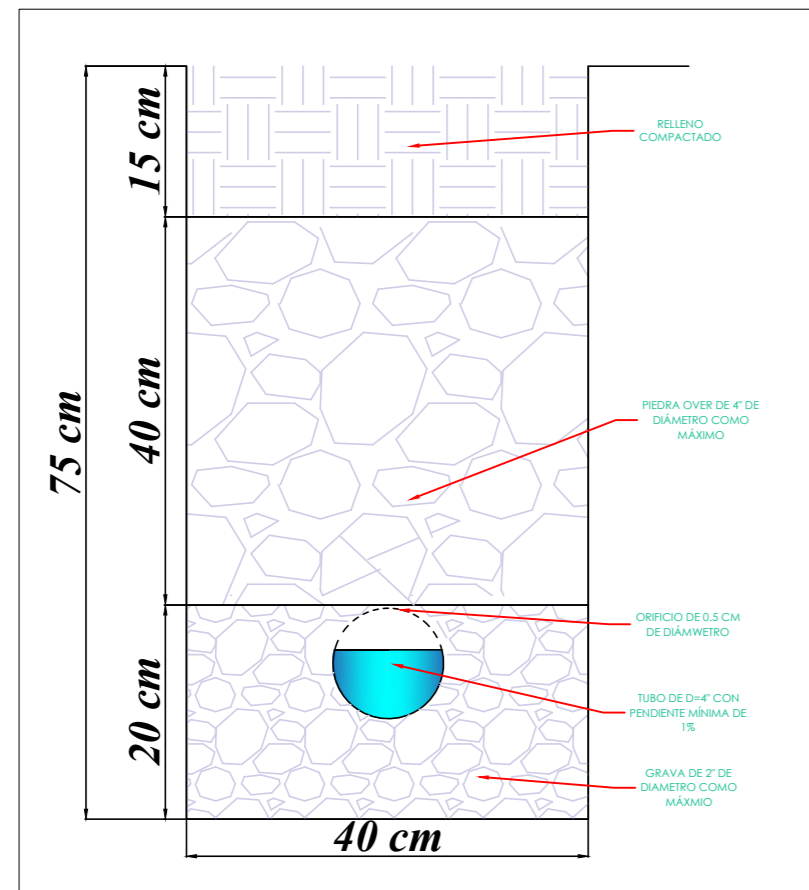 15 cm
RELLENO
COMPACTADO
40 cm
75 cm
PIEDRA OVER DE 4" DE
DIÁMETRO COMO
MÁXIMO
ORIFICIO DE 0.5 CM
DE DIÁMWETRO
20 cm
TUBO DE D=4" CON
PENDIENTE MÍNIMA DE
1%
GRAVA DE 2" DE
DIAMETRO COMO
MÁXMIO
40 cm